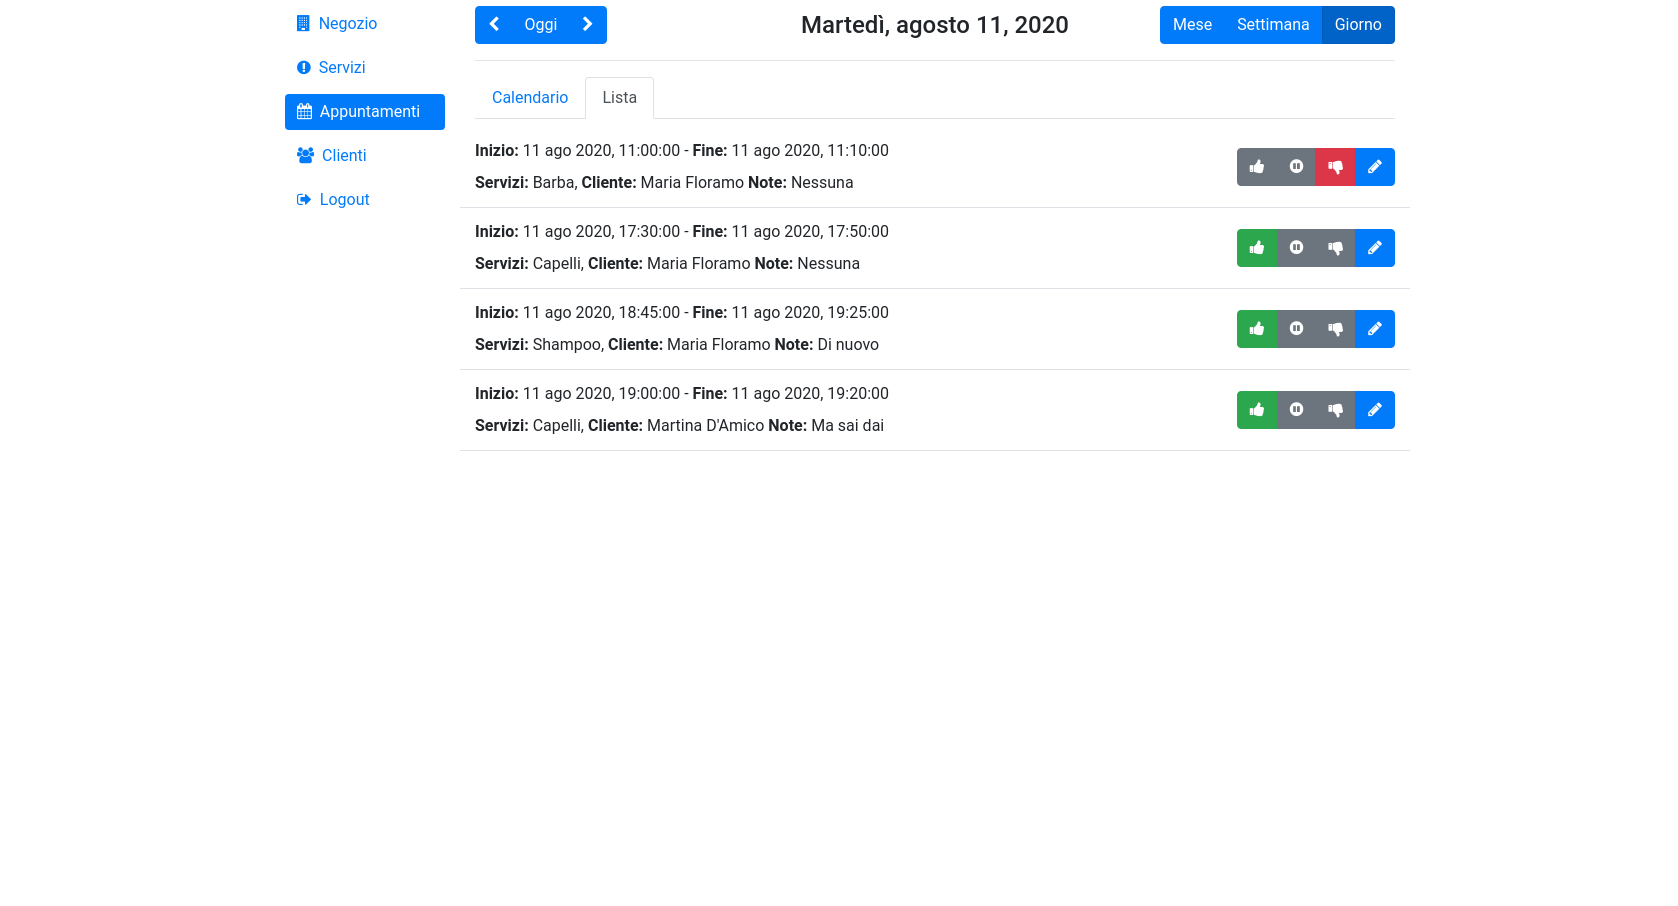 Negozio
Servizi
Appuntamenti
Clienti
Logout
Oggi
Martedì, agosto 11, 2020
Mese Settimana Giorno
Calendario Lista
Inizio: 11 ago 2020, 11:00:00 - Fine: 11 ago 2020, 11:10:00
Servizi: Barba, Cliente: Maria Floramo Note: Nessuna
Inizio: 11 ago 2020, 17:30:00 - Fine: 11 ago 2020, 17:50:00
Servizi: Capelli, Cliente: Maria Floramo Note: Nessuna
Inizio: 11 ago 2020, 18:45:00 - Fine: 11 ago 2020, 19:25:00
Servizi: Shampoo, Cliente: Maria Floramo Note: Di nuovo
Inizio: 11 ago 2020, 19:00:00 - Fine: 11 ago 2020, 19:20:00
Servizi: Capelli, Cliente: Martina D'Amico Note: Ma sai dai